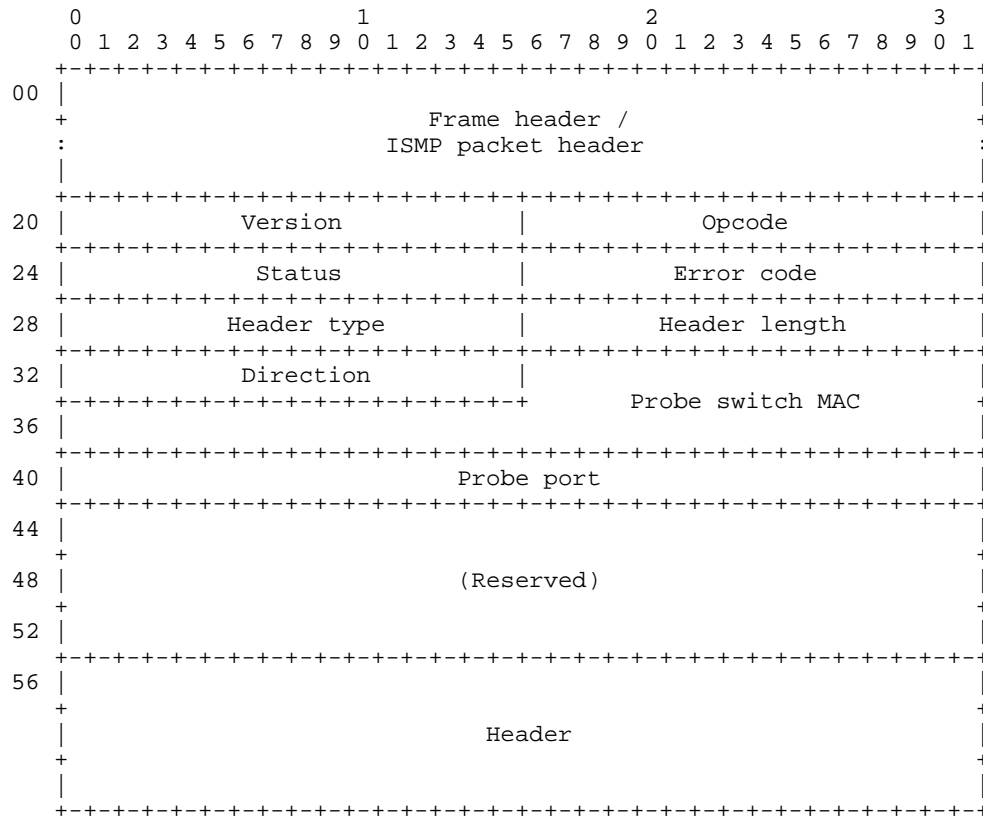 0                   1                   2                   3
    0 1 2 3 4 5 6 7 8 9 0 1 2 3 4 5 6 7 8 9 0 1 2 3 4 5 6 7 8 9 0 1
   +-+-+-+-+-+-+-+-+-+-+-+-+-+-+-+-+-+-+-+-+-+-+-+-+-+-+-+-+-+-+-+-+
00 |                                                               |
   +                         Frame header /                        +
   :                      ISMP packet header                       :
   |                                                               |
   +-+-+-+-+-+-+-+-+-+-+-+-+-+-+-+-+-+-+-+-+-+-+-+-+-+-+-+-+-+-+-+-+
20 |            Version            |            Opcode             |
   +-+-+-+-+-+-+-+-+-+-+-+-+-+-+-+-+-+-+-+-+-+-+-+-+-+-+-+-+-+-+-+-+
24 |             Status            |          Error code           |
   +-+-+-+-+-+-+-+-+-+-+-+-+-+-+-+-+-+-+-+-+-+-+-+-+-+-+-+-+-+-+-+-+
28 |           Header type         |         Header length         |
   +-+-+-+-+-+-+-+-+-+-+-+-+-+-+-+-+-+-+-+-+-+-+-+-+-+-+-+-+-+-+-+-+
32 |            Direction          |                               |
   +-+-+-+-+-+-+-+-+-+-+-+-+-+-+-+-+       Probe switch MAC        +
36 |                                                               |
   +-+-+-+-+-+-+-+-+-+-+-+-+-+-+-+-+-+-+-+-+-+-+-+-+-+-+-+-+-+-+-+-+
40 |                           Probe port                          |
   +-+-+-+-+-+-+-+-+-+-+-+-+-+-+-+-+-+-+-+-+-+-+-+-+-+-+-+-+-+-+-+-+
44 |                                                               |
   +                                                               +
48 |                           (Reserved)                          |
   +                                                               +
52 |                                                               |
   +-+-+-+-+-+-+-+-+-+-+-+-+-+-+-+-+-+-+-+-+-+-+-+-+-+-+-+-+-+-+-+-+
56 |                                                               |
   +                                                               +
   |                             Header                            |
   +                                                               +
   |                                                               |
   +-+-+-+-+-+-+-+-+-+-+-+-+-+-+-+-+-+-+-+-+-+-+-+-+-+-+-+-+-+-+-+-+